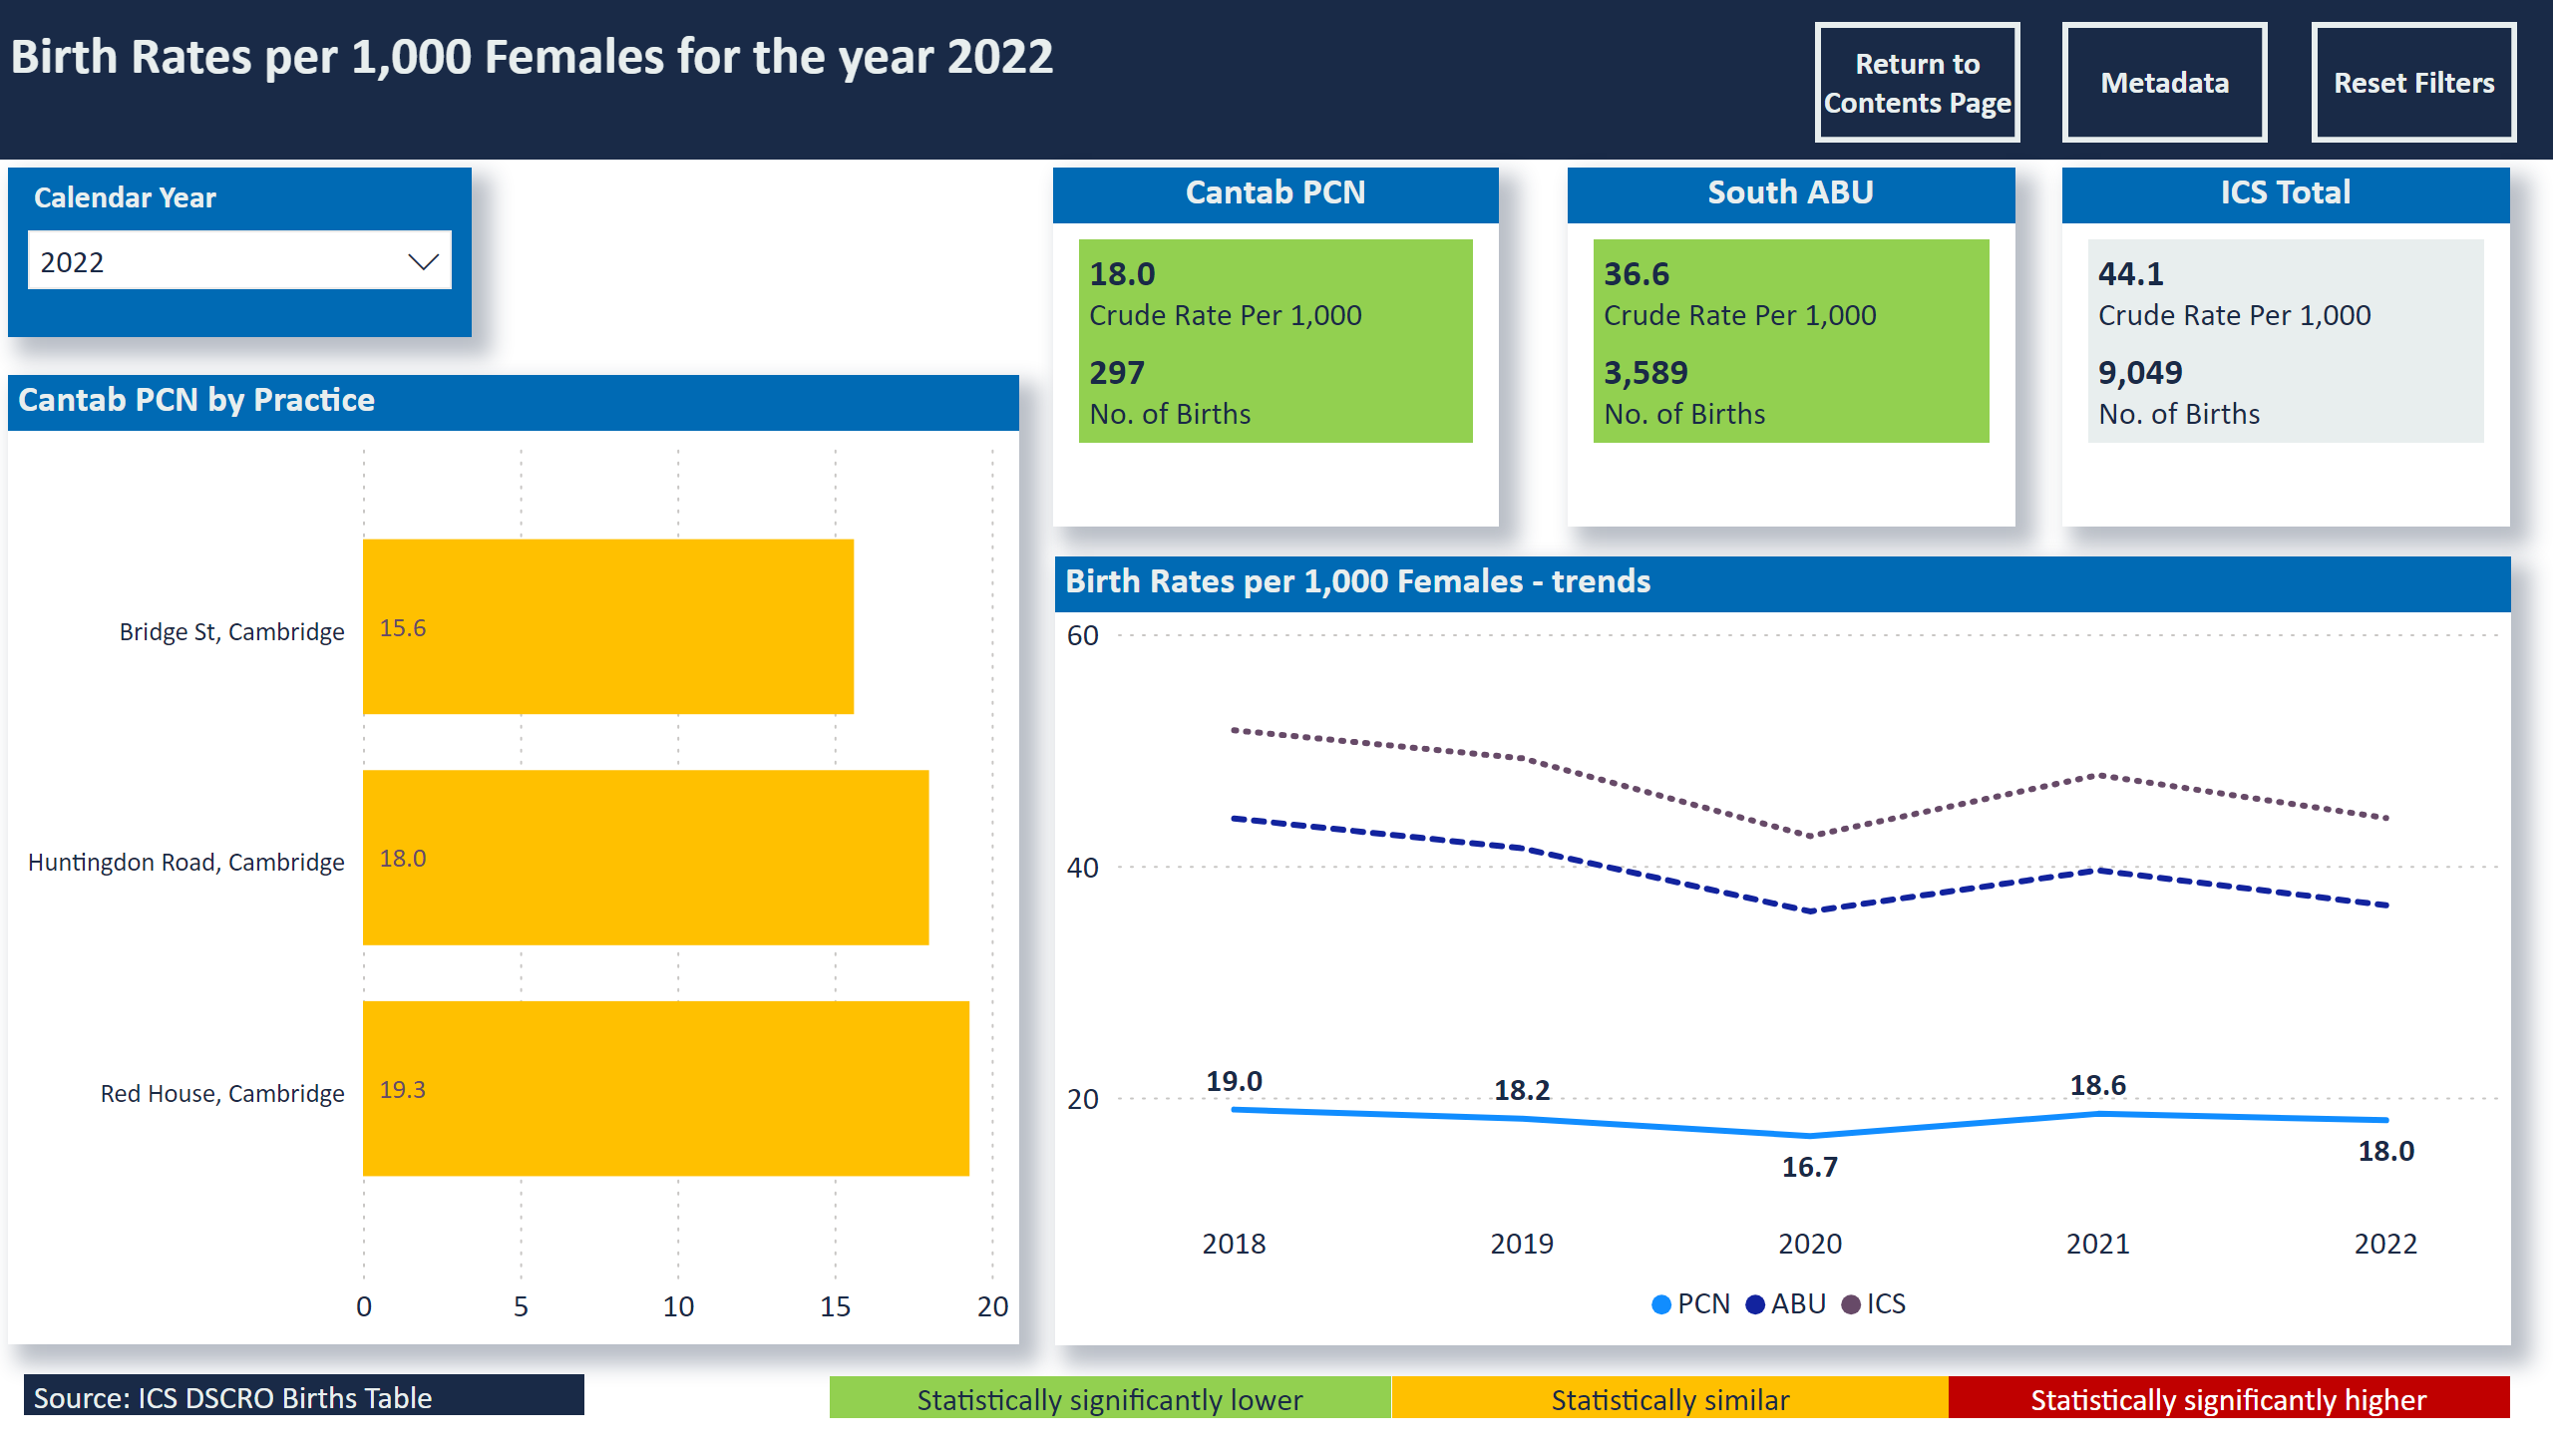 Birth Rates per 1,000 Females for the year 2022
Return to
Contents Page
Metadata
Reset Filters
Calendar Year
2022
Cantab PCN
18.0
Crude Rate Per 1,000
297
No. of Births
South ABU
36.6
Crude Rate Per 1,000
3,589
No. of Births
ICS Total
44.1
Crude Rate Per 1,000
9,049
No. of Births
Cantab PCN by Practice
Bridge St, Cambridge
15.6
Huntingdon Road, Cambridge
18.0
Red House, Cambridge
19.3
0 5 10 15 20
Birth Rates per 1,000 Females - trends
60
40
20
19.0 18.2 16.7 18.6 18.0
2018 2019 2020 2021 2022
PCN ABU ICS
Source: ICS DSCRO Births Table
Statistically significantly lower
Statistically similar
Statistically significantly higher